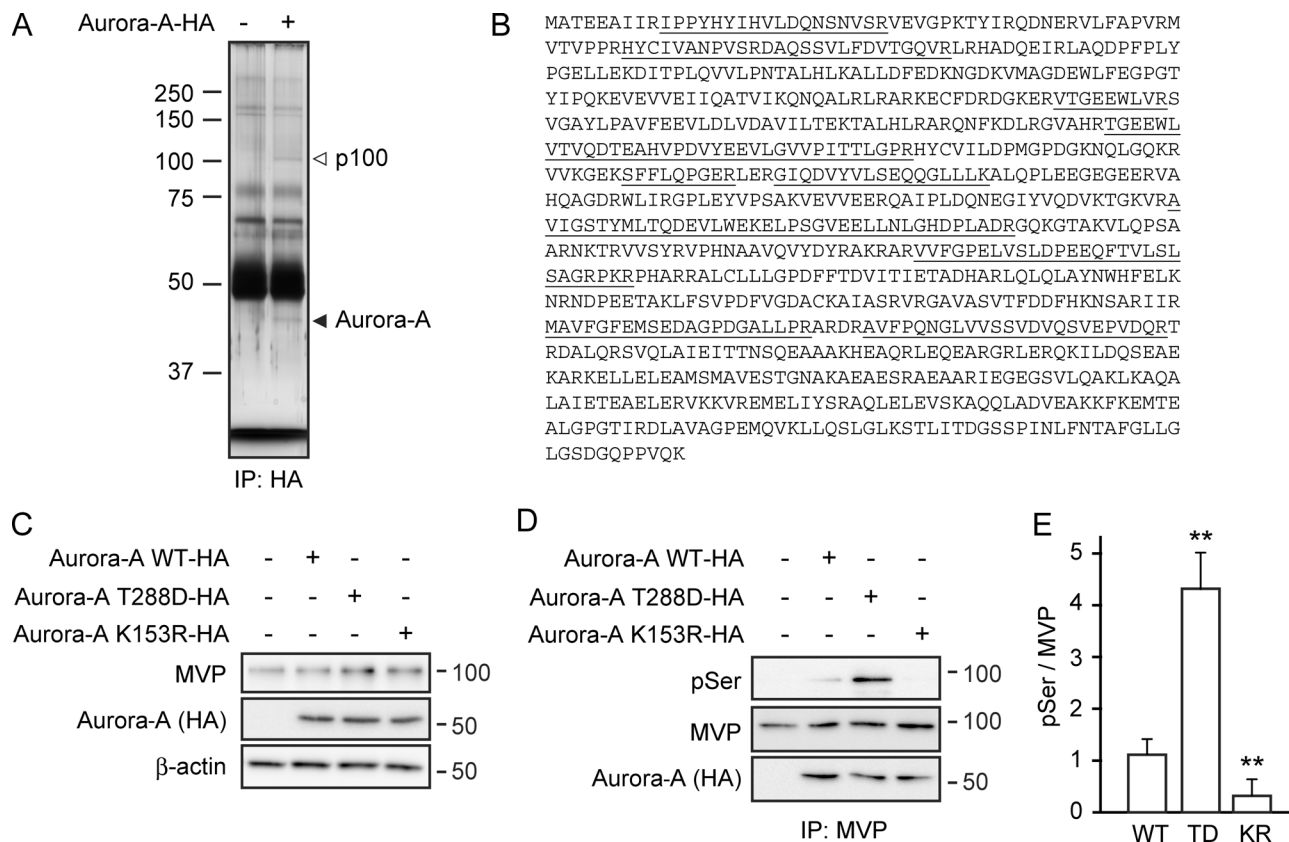 A
Aurora-A-HA - +
250
150
100
75
50
37
p100
Aurora-A
IP: HA
B
MATEEAIIRIPPYHYIHVLDQNSNVSRVEVGPKTYIRQDNERVLFAPVRM
VTVPPRHYCIVANPVSRDAQSSVLFDVTGQVRLRHADQEIRLAQDPFPLY
PGELLEKDITPLQVVLPNTALHLKALLDFEDKNGDKVMAGDEWLFEGPGT
YIPQKEVEVVEIIQATVIKQNQALRLRARKECFDRDGKERVTGEEWLVRS
VGAYLPAVFEEVLDLVDAVILTEKTALHLRARQNFKDLRGVAHRTGEEWL
VTVQDTEAHVPDVYEEVLGVVPITTLGPRHYCVILDPMGPDGKNQLGQKR
VVKGEKSFFLQPGERLERGIQDVYVLSEQQGLLLKALQPLEEGEGEERVA
HQAGDRWLIRGPLEYVPSAKVEVVEERQAIPLDQNEGIYVQDVKTGKVRA
VIGSTYMLTQDEVLWEKELPSGVEELLNLGHDPLADRGQKGTAKVLQPSA
ARNKTRVVSYRVPHNAAVQVYDYRAKRARVVFGPELVSLDPEEQFTVLSL
SAGRPKRPHARRALCLLLGPDFFTDVITIETADHARLQLQLAYNWHFELK
NRNDPEETAKLFSVPDFVGDACKAIASRVRGAVASVTFDDFHKNSARIIR
MAVFGFEMSEDAGPDGALLPRARDRAVFPQNGLVVSSVDVQSVEPVDQRT
RDALQRSVQLAIEITTNSQEAAAKHEAQRLEQEARGRLERQKILDQSEAE
KARKELLELEAMSMAVESTGNAKAEAESRAEAARIEGEGSVLQAKLKAQA
LAIETEAELERVKKVREMELIYSRAQLELEVSKAQQLADVEAKKFKEMTE
ALGPGTIRDLAVAGPEMQVKLLQSLGLKSTLITDGSSPINLFNTAFGLLG
LGSDGQPPVQK
C
Aurora-A WT-HA - + - -
Aurora-A T288D-HA - - + -
Aurora-A K153R-HA - - - +
MVP - 100
Aurora-A (HA) - 50
β-actin - 50
D
Aurora-A WT-HA - + - -
Aurora-A T288D-HA - - + -
Aurora-A K153R-HA - - - +
pSer - 100
MVP - 100
Aurora-A (HA) - 50
IP: MVP
E
pSer / MVP
5
4
3
2
1
0
**
**
WT TD KR